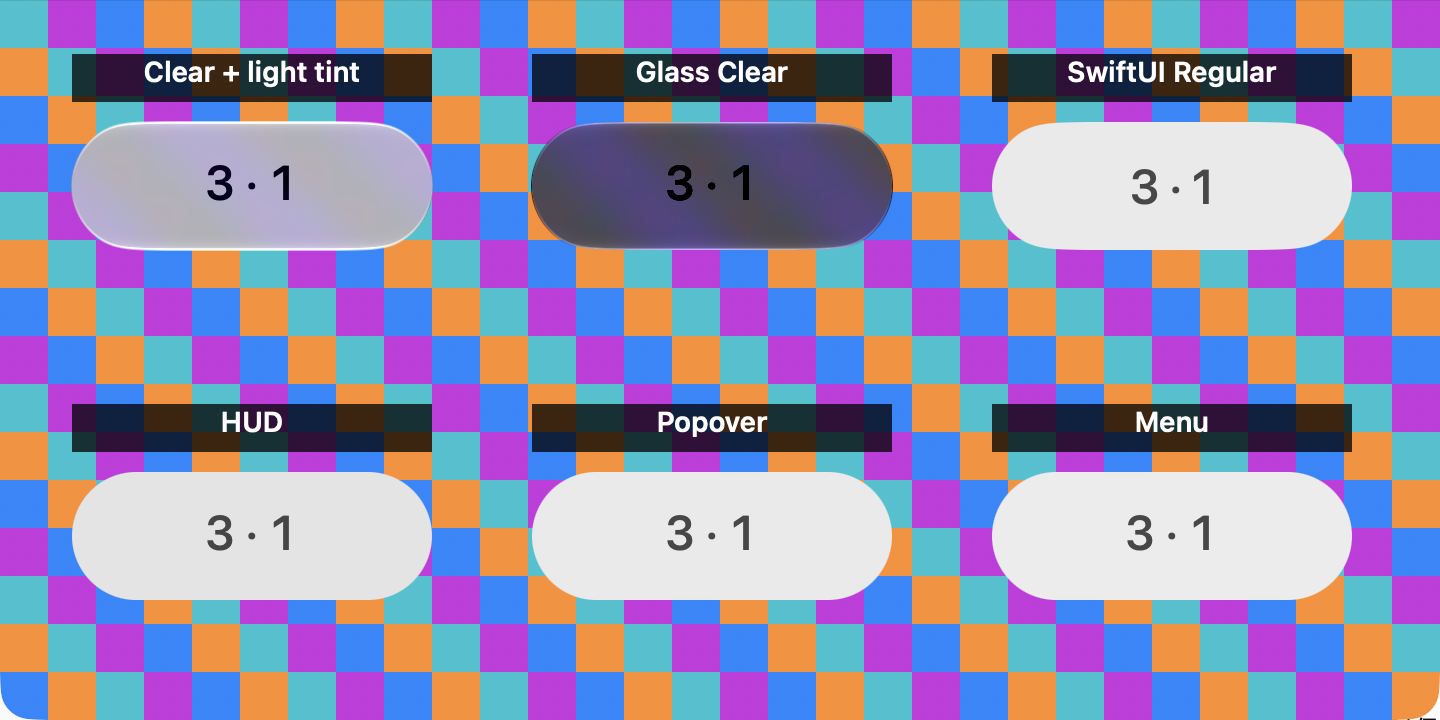 Clear + light tint
Glass Clear
SwiftUI Regular
3 · 1
3 · 1
3 · 1
HUD
Popover
Menu
3 · 1
3 · 1
3 · 1